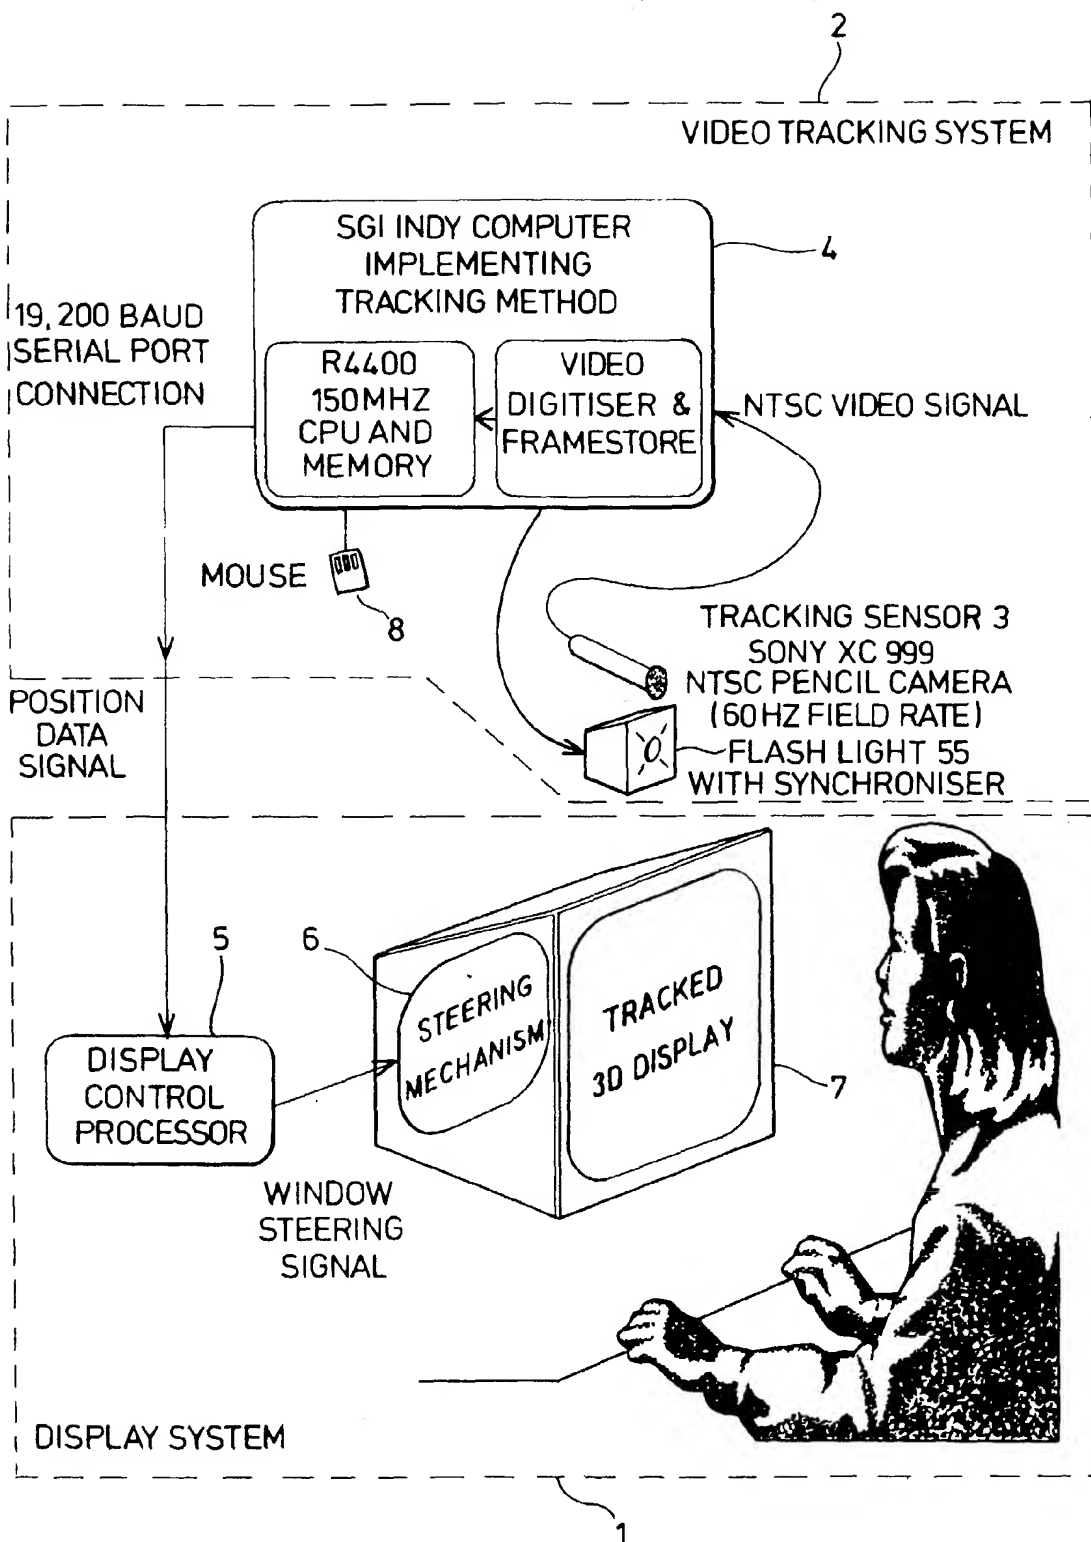 2
VIDEO TRACKING SYSTEM
SGI INDY COMPUTER
IMPLEMENTING
TRACKING METHOD
4
19,200 BAUD
SERIAL PORT
CONNECTION
R4400
150MHZ
CPU AND
MEMORY
VIDEO
DIGITISER &
FRAMESTORE
NTSC VIDEO SIGNAL
MOUSE
8
TRACKING SENSOR 3
SONY XC 999
NTSC PENCIL CAMERA
(60HZ FIELD RATE)
FLASH LIGHT 55
WITH SYNCHRONISER
POSITION
DATA
SIGNAL
5
6
STEERING
MECHANISM
TRACKED
3D DISPLAY
7
DISPLAY
CONTROL
PROCESSOR
WINDOW
STEERING
SIGNAL
DISPLAY SYSTEM
1